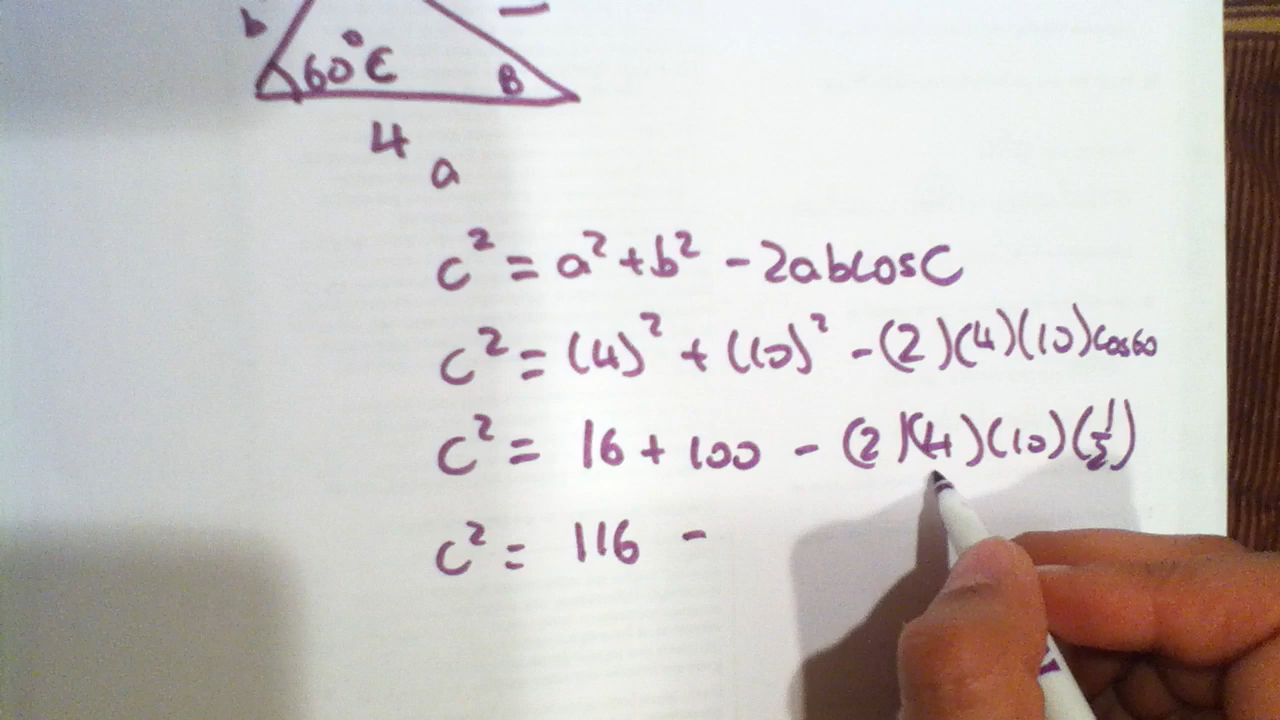 b
60° C B
4
a
c² = a² + b² - 2abcosC
c² = (4)² + (10)² - (2)(4)(10)cos60
c² = 16 + 100 - (2)(4)(10)(1/2)
c² = 116 -